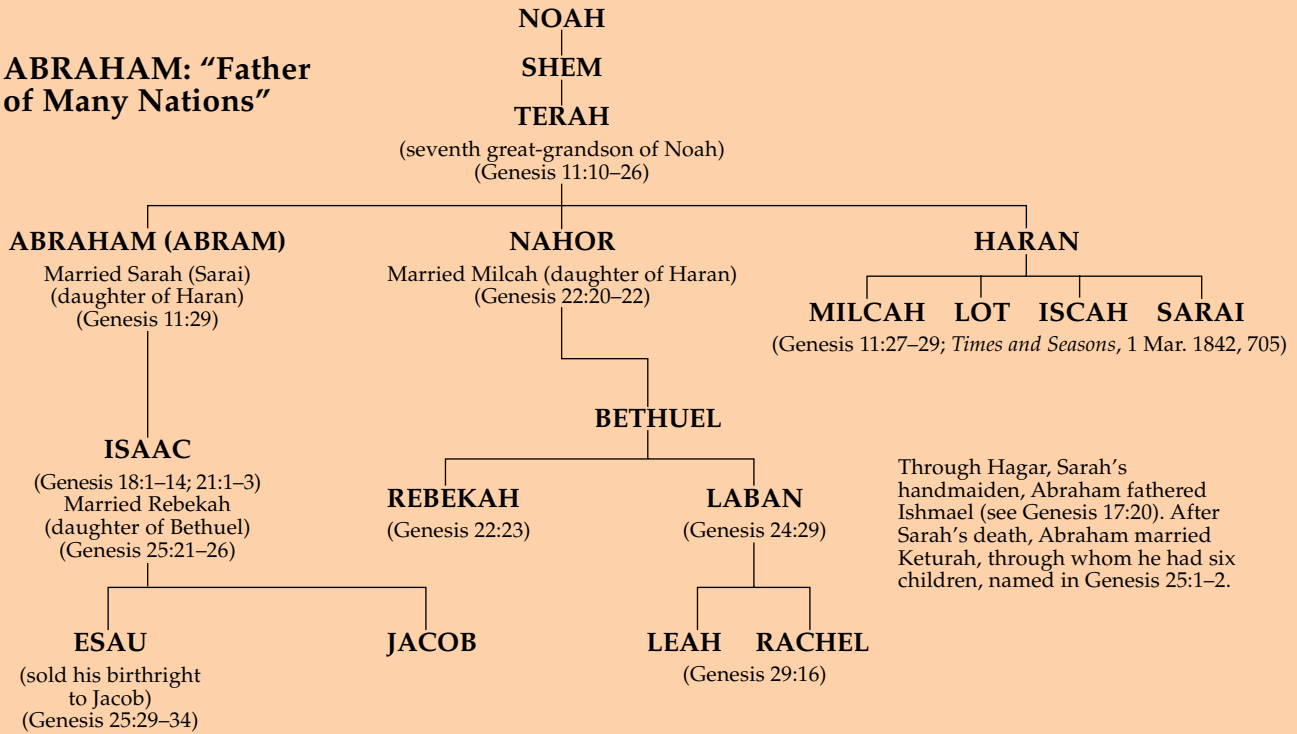 NOAH
ABRAHAM: “Father
of Many Nations”
SHEM
TERAH
(seventh great-grandson of Noah)
(Genesis 11:10–26)
ABRAHAM (ABRAM)
Married Sarah (Sarai)
(daughter of Haran)
(Genesis 11:29)
NAHOR
Married Milcah (daughter of Haran)
(Genesis 22:20–22)
HARAN
MILCAH LOT ISCAH SARAI
(Genesis 11:27–29; Times and Seasons, 1 Mar. 1842, 705)
BETHUEL
ISAAC
(Genesis 18:1–14; 21:1–3)
Married Rebekah
(daughter of Bethuel)
(Genesis 25:21–26)
REBEKAH
(Genesis 22:23)
LABAN
(Genesis 24:29)
Through Hagar, Sarah’s
handmaiden, Abraham fathered
Ishmael (see Genesis 17:20). After
Sarah’s death, Abraham married
Keturah, through whom he had six
children, named in Genesis 25:1–2.
ESAU
(sold his birthright
to Jacob)
(Genesis 25:29–34)
JACOB
LEAH RACHEL
(Genesis 29:16)